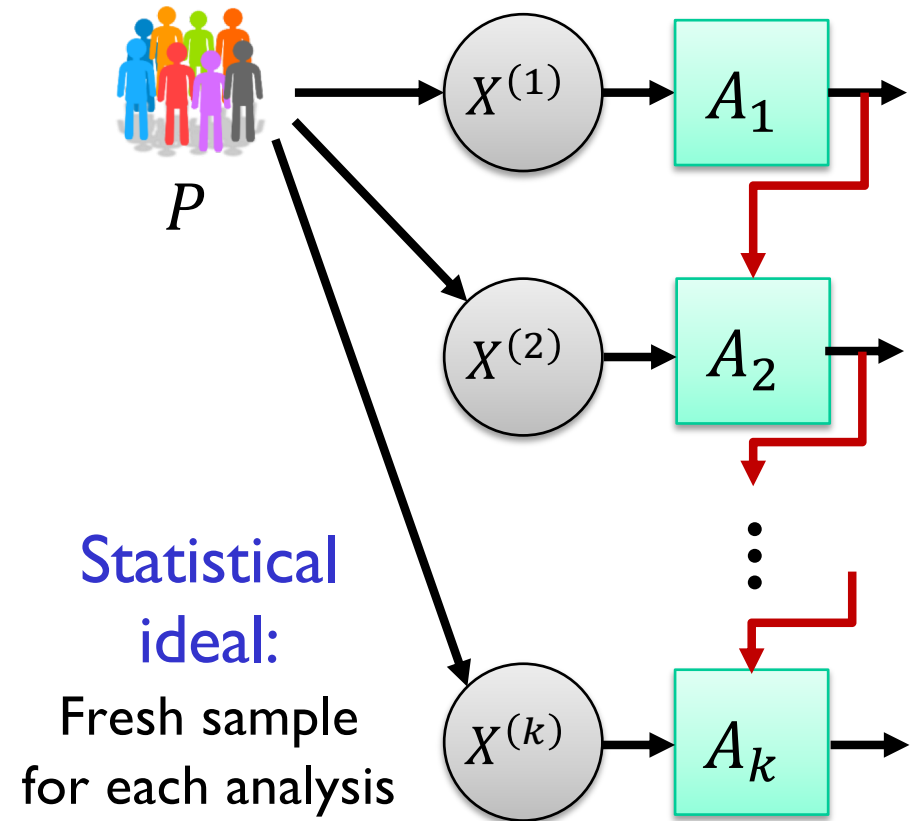 X⁽¹⁾
A₁
P
X⁽²⁾
A₂
⋮
Statistical
ideal:
Fresh sample
for each analysis
X⁽ᵏ⁾
Aₖ